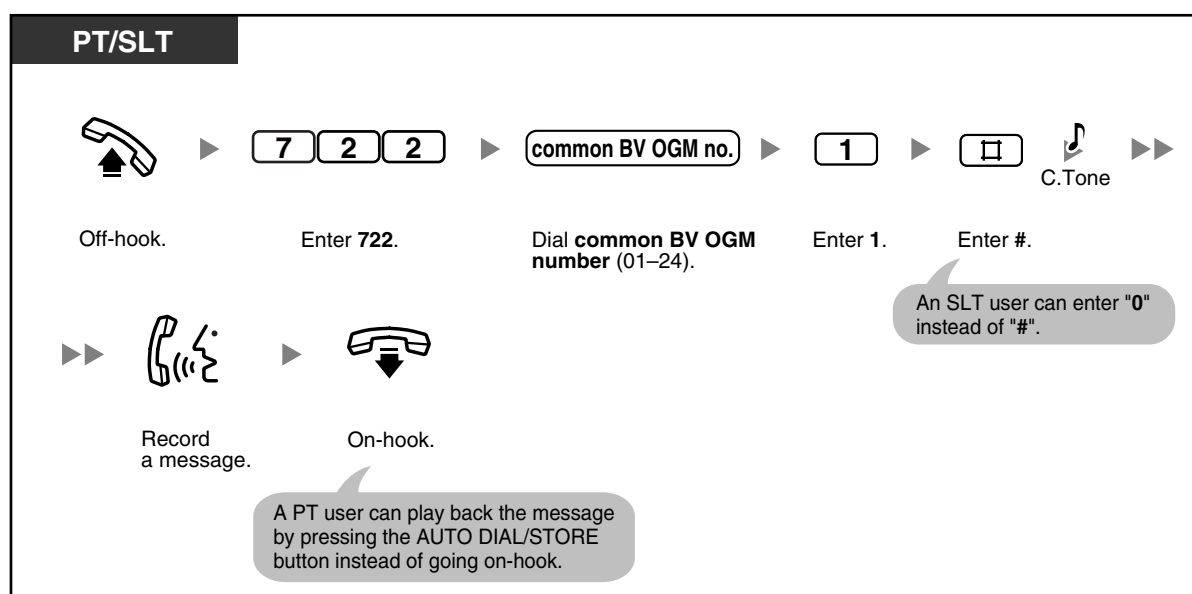 PT/SLT
7 2 2
common BV OGM no.
1
C.Tone
Off-hook.
Enter 722.
Dial common BV OGM
number (01–24).
Enter 1.
Enter #.
An SLT user can enter "0"
instead of "#".
Record
a message.
On-hook.
A PT user can play back the message
by pressing the AUTO DIAL/STORE
button instead of going on-hook.